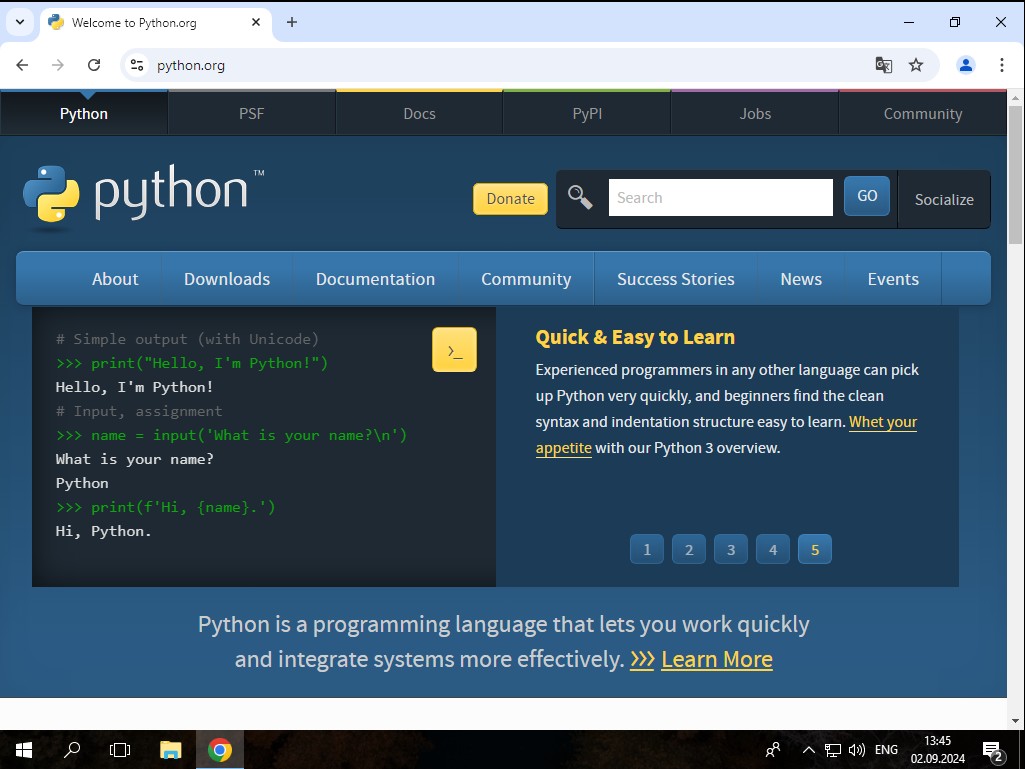 Welcome to Python.org
python.org
Python
PSF
Docs
PyPI
Jobs
Community
python™
Donate
Search
GO
Socialize
About
Downloads
Documentation
Community
Success Stories
News
Events
# Simple output (with Unicode)
>>> print("Hello, I'm Python!")
Hello, I'm Python!
# Input, assignment
>>> name = input('What is your name?\n')
What is your name?
Python
>>> print(f'Hi, {name}.')
Hi, Python.
>_
Quick & Easy to Learn
Experienced programmers in any other language can pick
up Python very quickly, and beginners find the clean
syntax and indentation structure easy to learn. Whet your
appetite with our Python 3 overview.
1
2
3
4
5
Python is a programming language that lets you work quickly
and integrate systems more effectively. >>> Learn More
ENG
13:45
02.09.2024
2